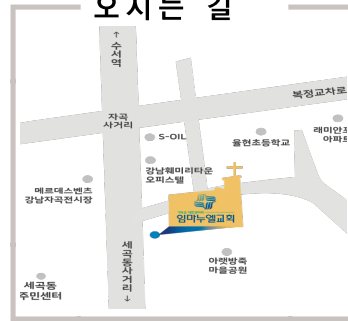 오시는 길
↑
수서역
복정교차로
자곡
사거리
S-OIL
율현초등학교
래미안포
아파트
강남훼미리타운
오피스텔
메르데스벤츠
강남자곡전시장
임마누엘교회
세곡동사거리
↓
아랫방죽
마을공원
세곡동
주민센터